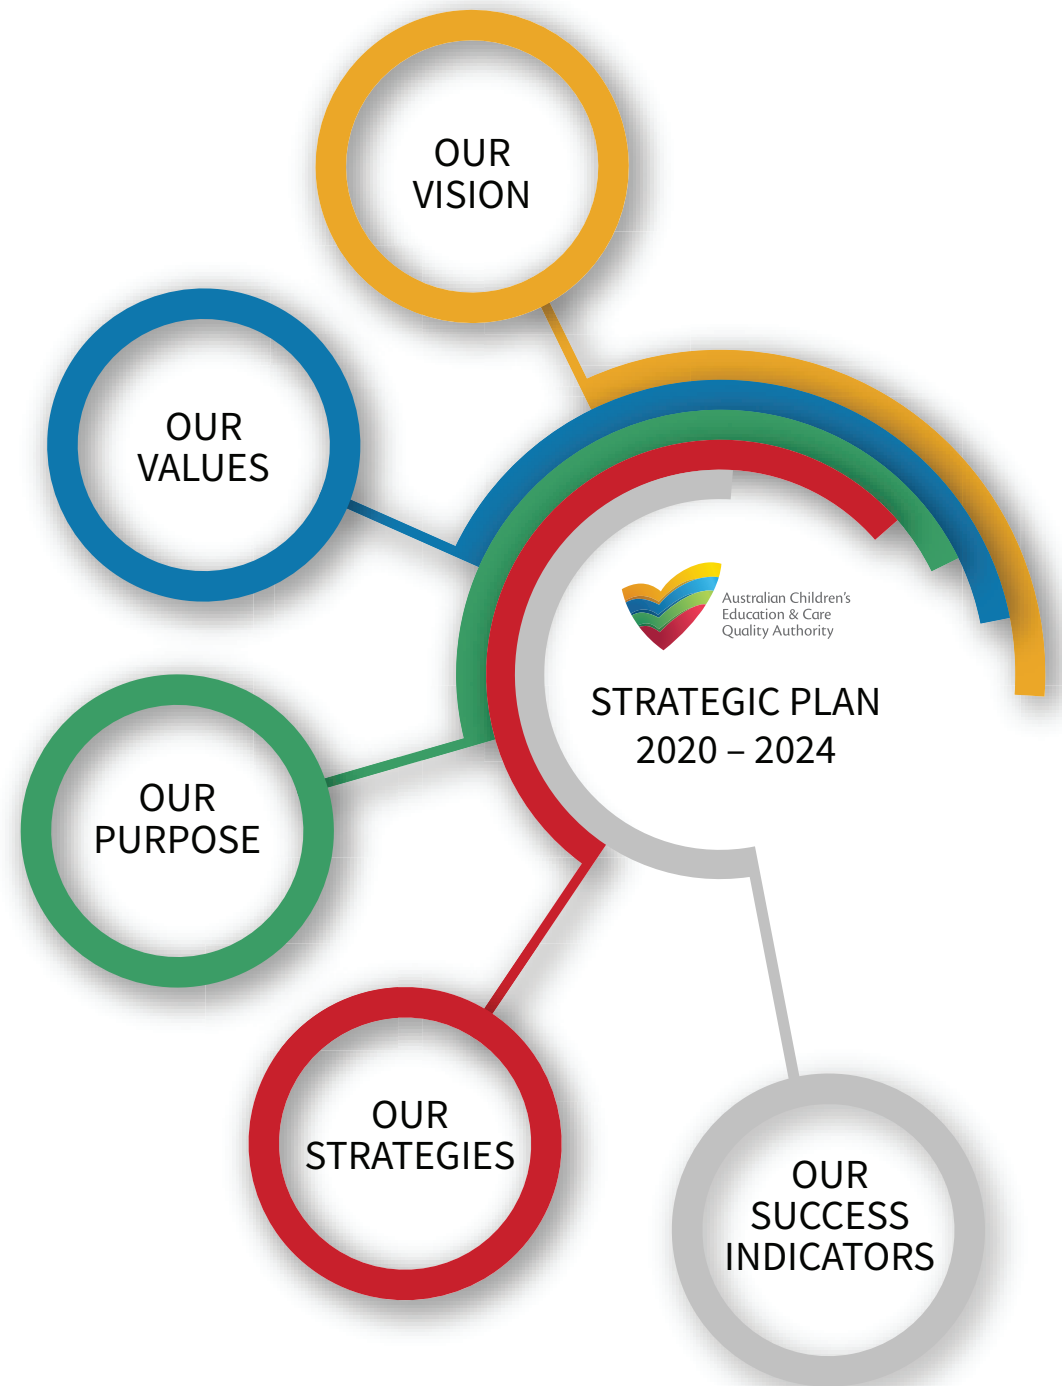 OUR
VISION
OUR
VALUES
Australian Children's
Education & Care
Quality Authority
STRATEGIC PLAN
2020 – 2024
OUR
PURPOSE
OUR
STRATEGIES
OUR
SUCCESS
INDICATORS